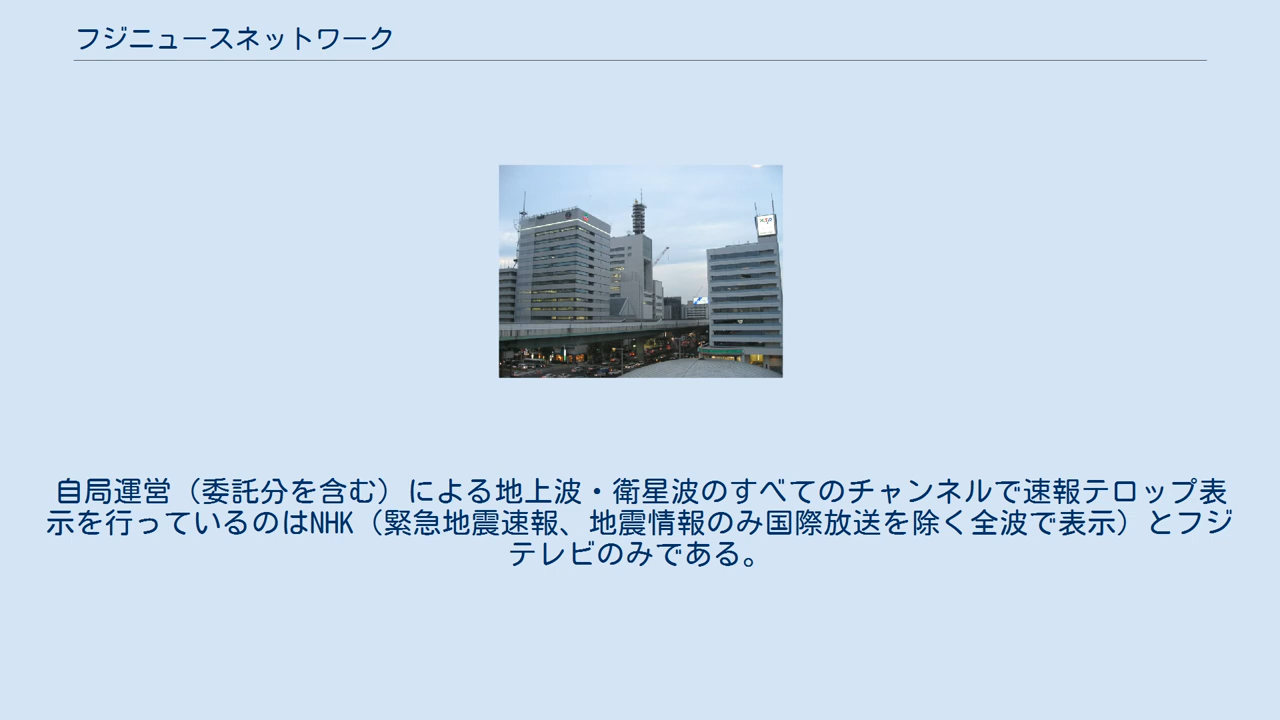 フジニュースネットワーク
自局運営（委託分を含む）による地上波・衛星波のすべてのチャンネルで速報テロップ表
示を行っているのはNHK（緊急地震速報、地震情報のみ国際放送を除く全波で表示）とフジ
テレビのみである。